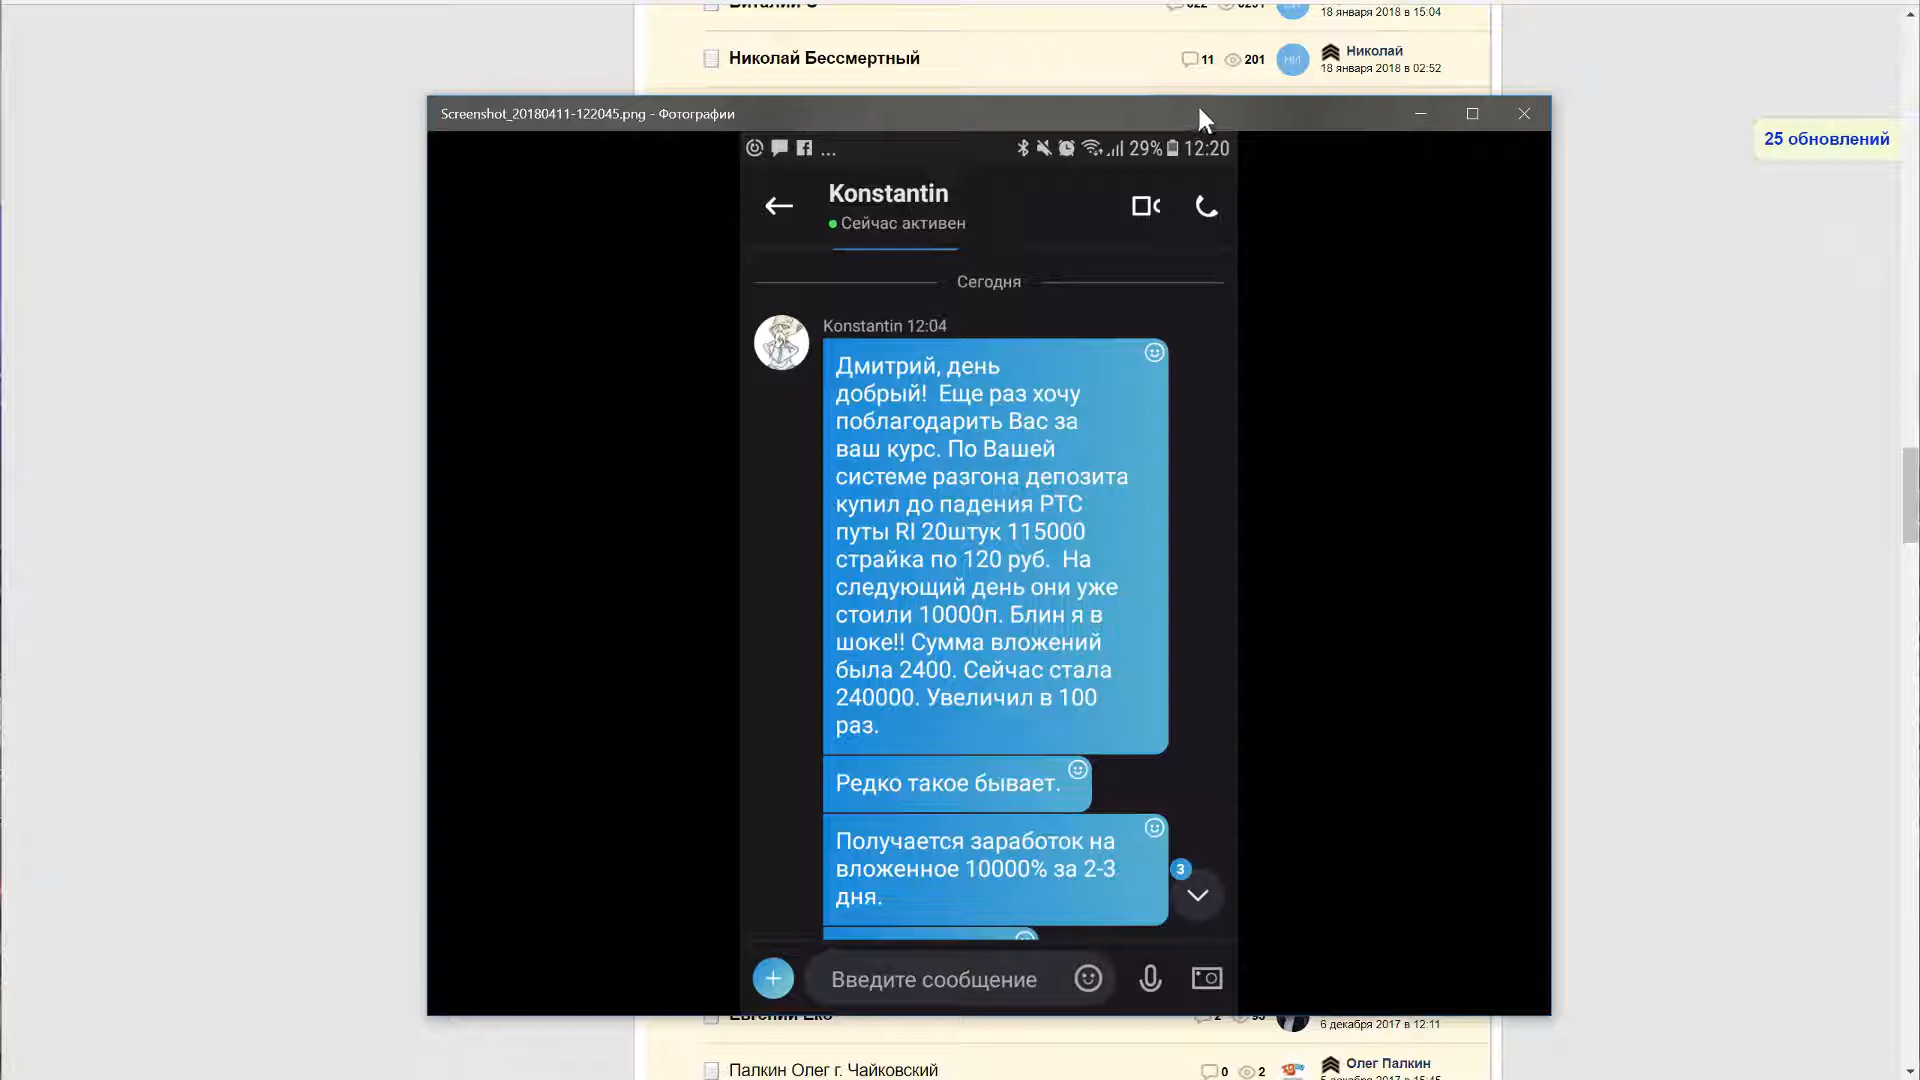 18 января 2018 в 15:04
Николай Бессмертный
11
201
НИ
Николай
18 января 2018 в 02:52
Screenshot_20180411-122045.png - Фотографии
25 обновлений
...
29%
12:20
Konstantin
Сейчас активен
Сегодня
Konstantin 12:04
Дмитрий, день
добрый! Еще раз хочу
поблагодарить Вас за
ваш курс. По Вашей
системе разгона депозита
купил до падения РТС
путы RI 20штук 115000
страйка по 120 руб. На
следующий день они уже
стоили 10000п. Блин я в
шоке!! Сумма вложений
была 2400. Сейчас стала
240000. Увеличил в 100
раз.
Редко такое бывает.
Получается заработок на
вложенное 10000% за 2-3
дня.
3
Введите сообщение
6 декабря 2017 в 12:11
Палкин Олег г. Чайковский
0
2
Олег Палкин